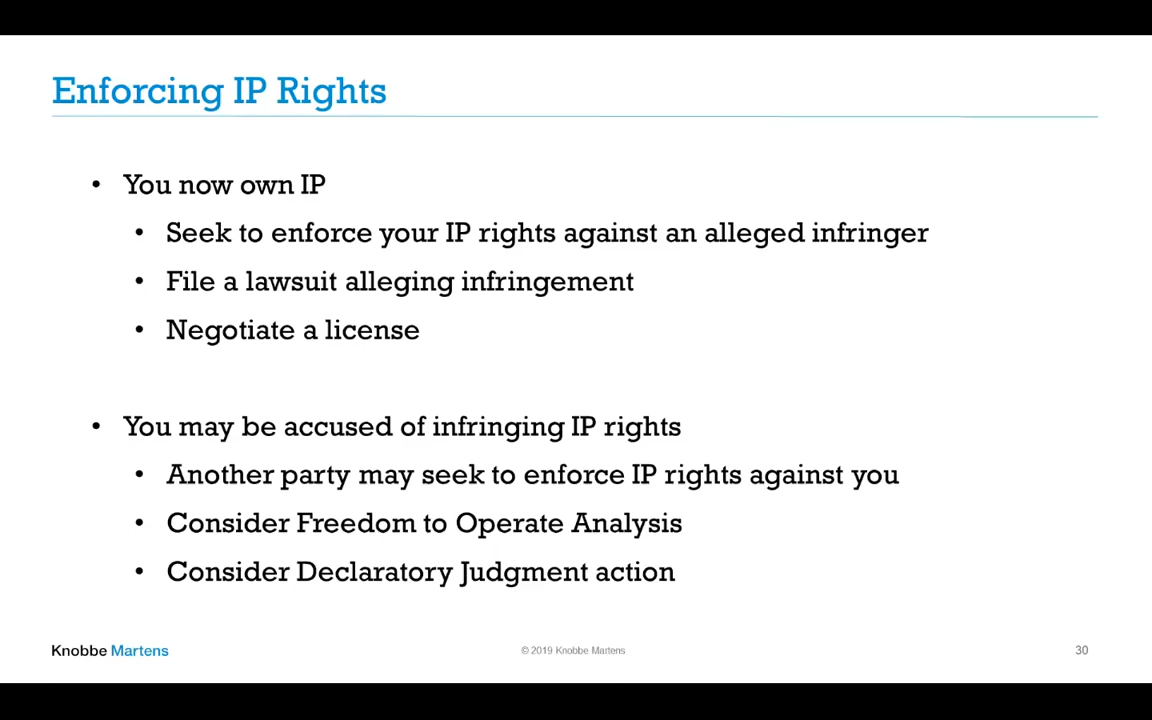 Enforcing IP Rights
• You now own IP
• Seek to enforce your IP rights against an alleged infringer
• File a lawsuit alleging infringement
• Negotiate a license
• You may be accused of infringing IP rights
• Another party may seek to enforce IP rights against you
• Consider Freedom to Operate Analysis
• Consider Declaratory Judgment action
Knobbe Martens © 2019 Knobbe Martens 30